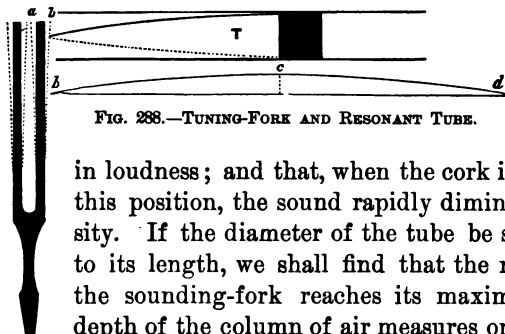 a b
T
c
b d
FIG. 288.—TUNING-FORK AND RESONANT TUBE.
in loudness; and that, when the cork i
this position, the sound rapidly dimin
sity. If the diameter of the tube be s
to its length, we shall find that the r
the sounding-fork reaches its maxim
depth of the column of air measures or